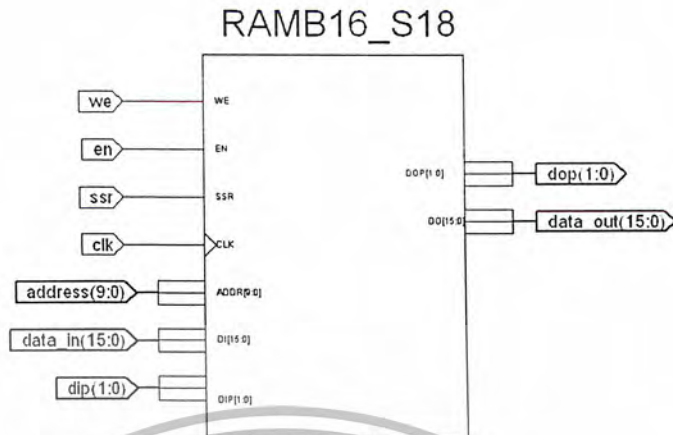 RAMB16_S18
we
WE
en
EN
ssr
SSR
clk
CLK
address(9:0)
ADDR[9:0]
data_in(15:0)
DI[15:0]
dip(1:0)
DIP[1:0]
DOP[1:0]
dop(1:0)
DO[15:0]
data_out(15:0)